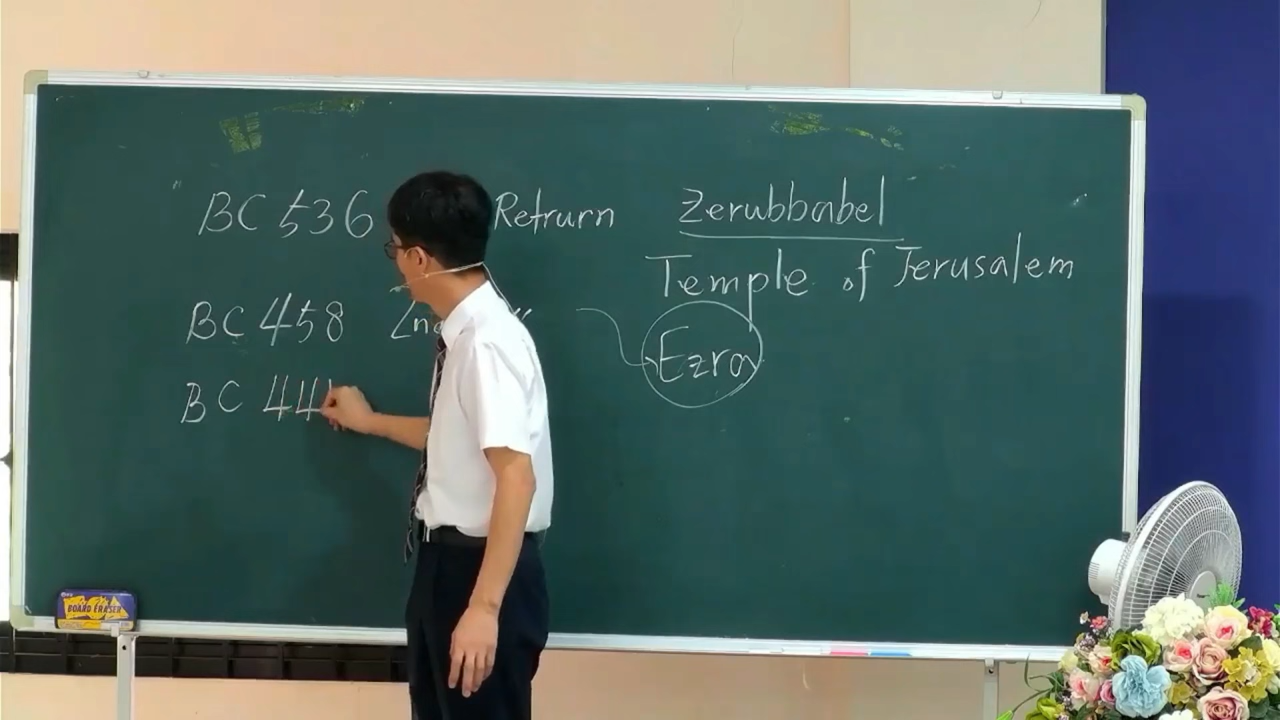 BC 536 Retrurn Zerubbabel
Temple of Jerusalem
BC 458 2nd "
Ezra
BC 44
BOARD ERASER